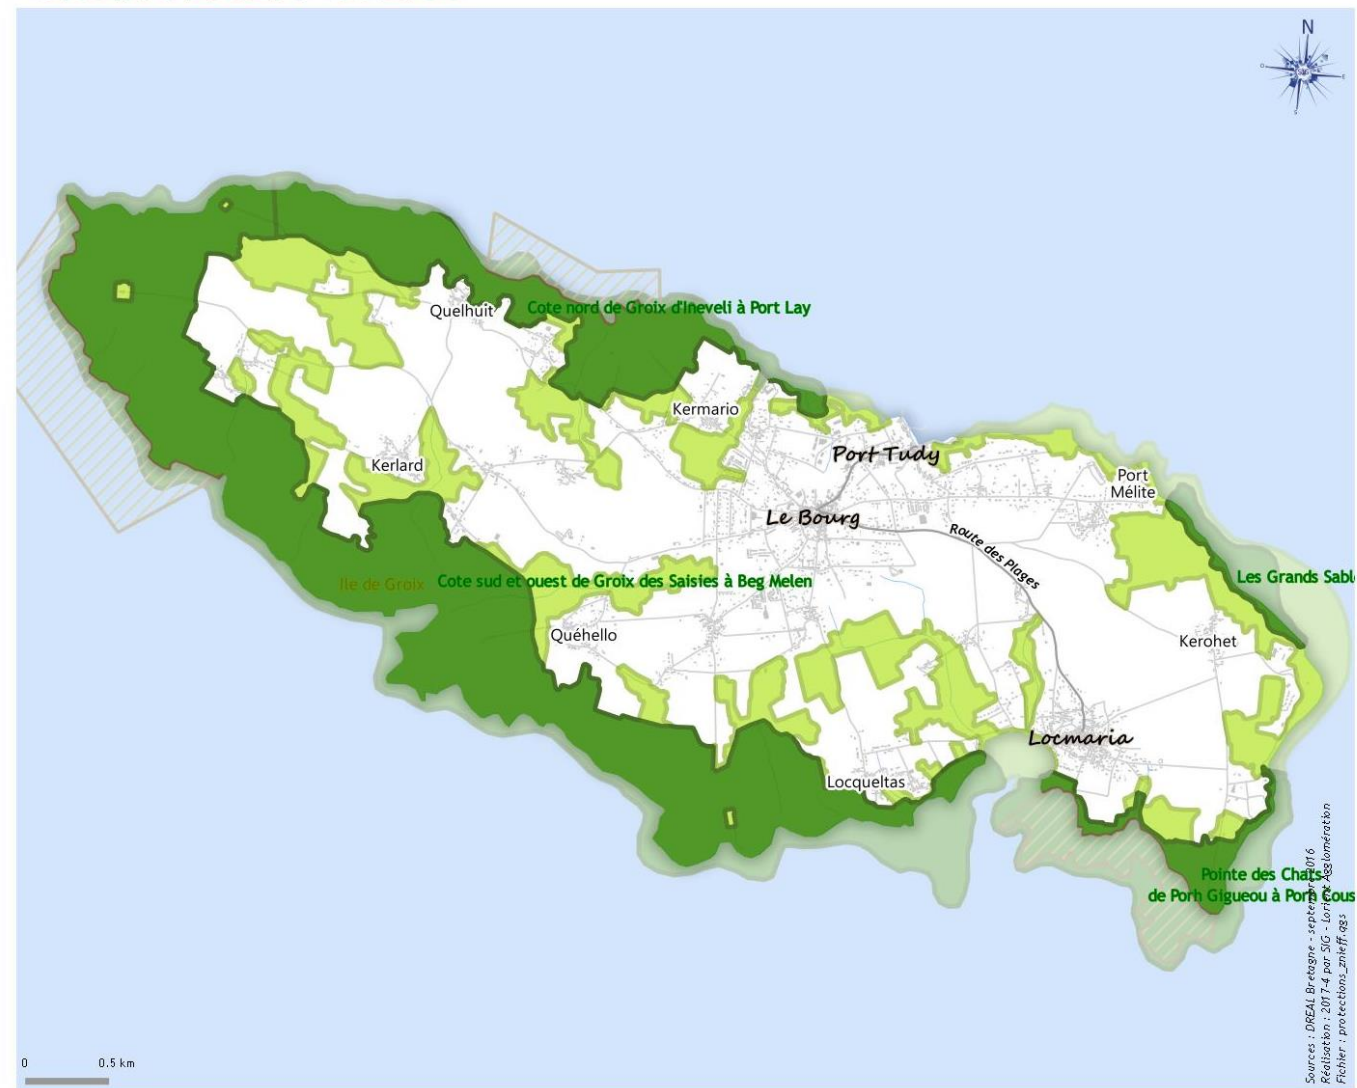 N
O
E
S
Quelhuit
Cote nord de Groix d'Ineveli à Port Lay
Kermario
Port Tudy
Kerlard
Port
Mélite
Le Bourg
Route des Plages
Ile de Groix
Cote sud et ouest de Groix des Saisies à Beg Melen
Les Grands Sabl
Quéhello
Kerohet
Locmaria
Locqueltas
Pointe des Chats
de Porh Gigueou à Porh Cous
Sources : DREAL Bretagne - septembre 2016
Réalisation : 2017-4 par SIG - Lorient Agglomération
Fichier : protections_znieff.qgs
0
0.5 km